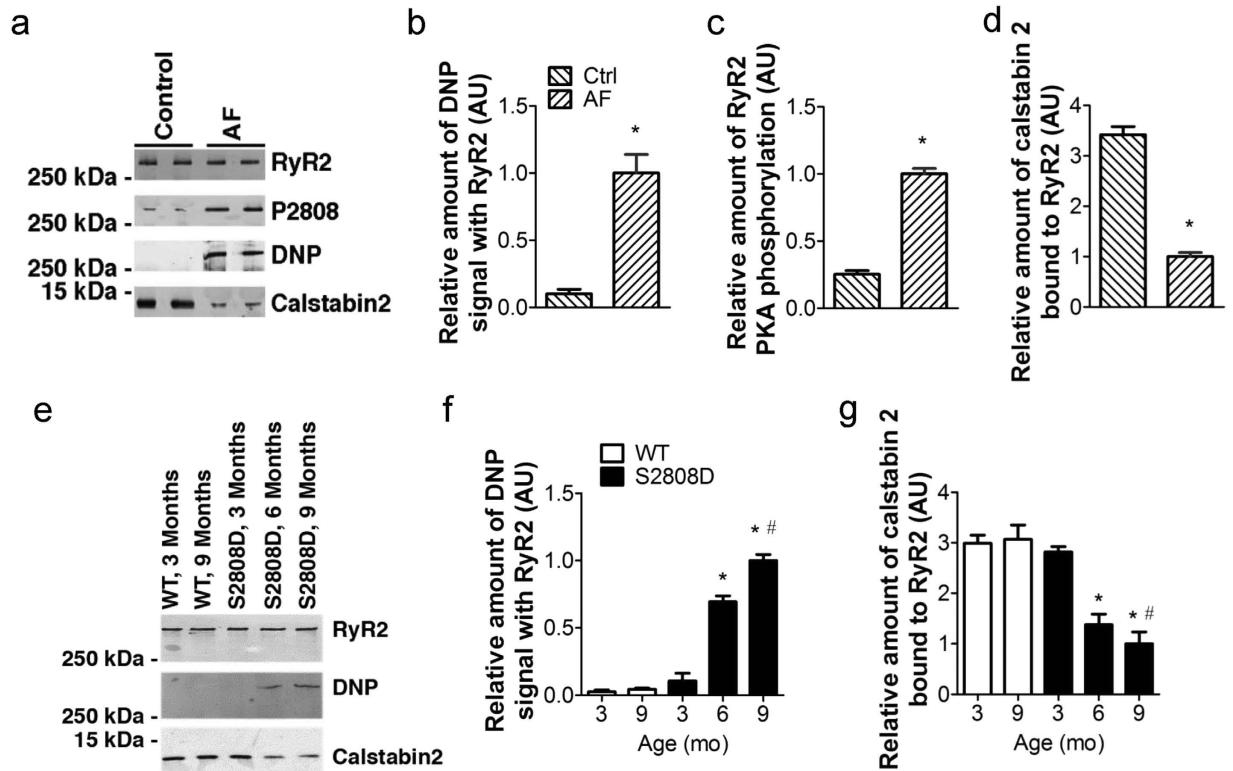 a
Control
AF
RyR2
250 kDa -
P2808
250 kDa -
DNP
250 kDa -
15 kDa -
Calstabin2
b
Relative amount of DNP
signal with RyR2 (AU)
Ctrl
AF
1.5
1.0
0.5
0.0
*
c
Relative amount of RyR2
PKA phosphorylation (AU)
1.5
1.0
0.5
0.0
*
d
Relative amount of calstabin 2
bound to RyR2 (AU)
4
3
2
1
0
*
e
WT, 3 Months
WT, 9 Months
S2808D, 3 Months
S2808D, 6 Months
S2808D, 9 Months
RyR2
250 kDa -
DNP
250 kDa -
15 kDa -
Calstabin2
f
Relative amount of DNP
signal with RyR2 (AU)
WT
S2808D
1.5
1.0
0.5
0.0
*
* #
3 9 3 6 9
Age (mo)
g
Relative amount of calstabin 2
bound to RyR2 (AU)
4
3
2
1
0
*
* #
3 9 3 6 9
Age (mo)